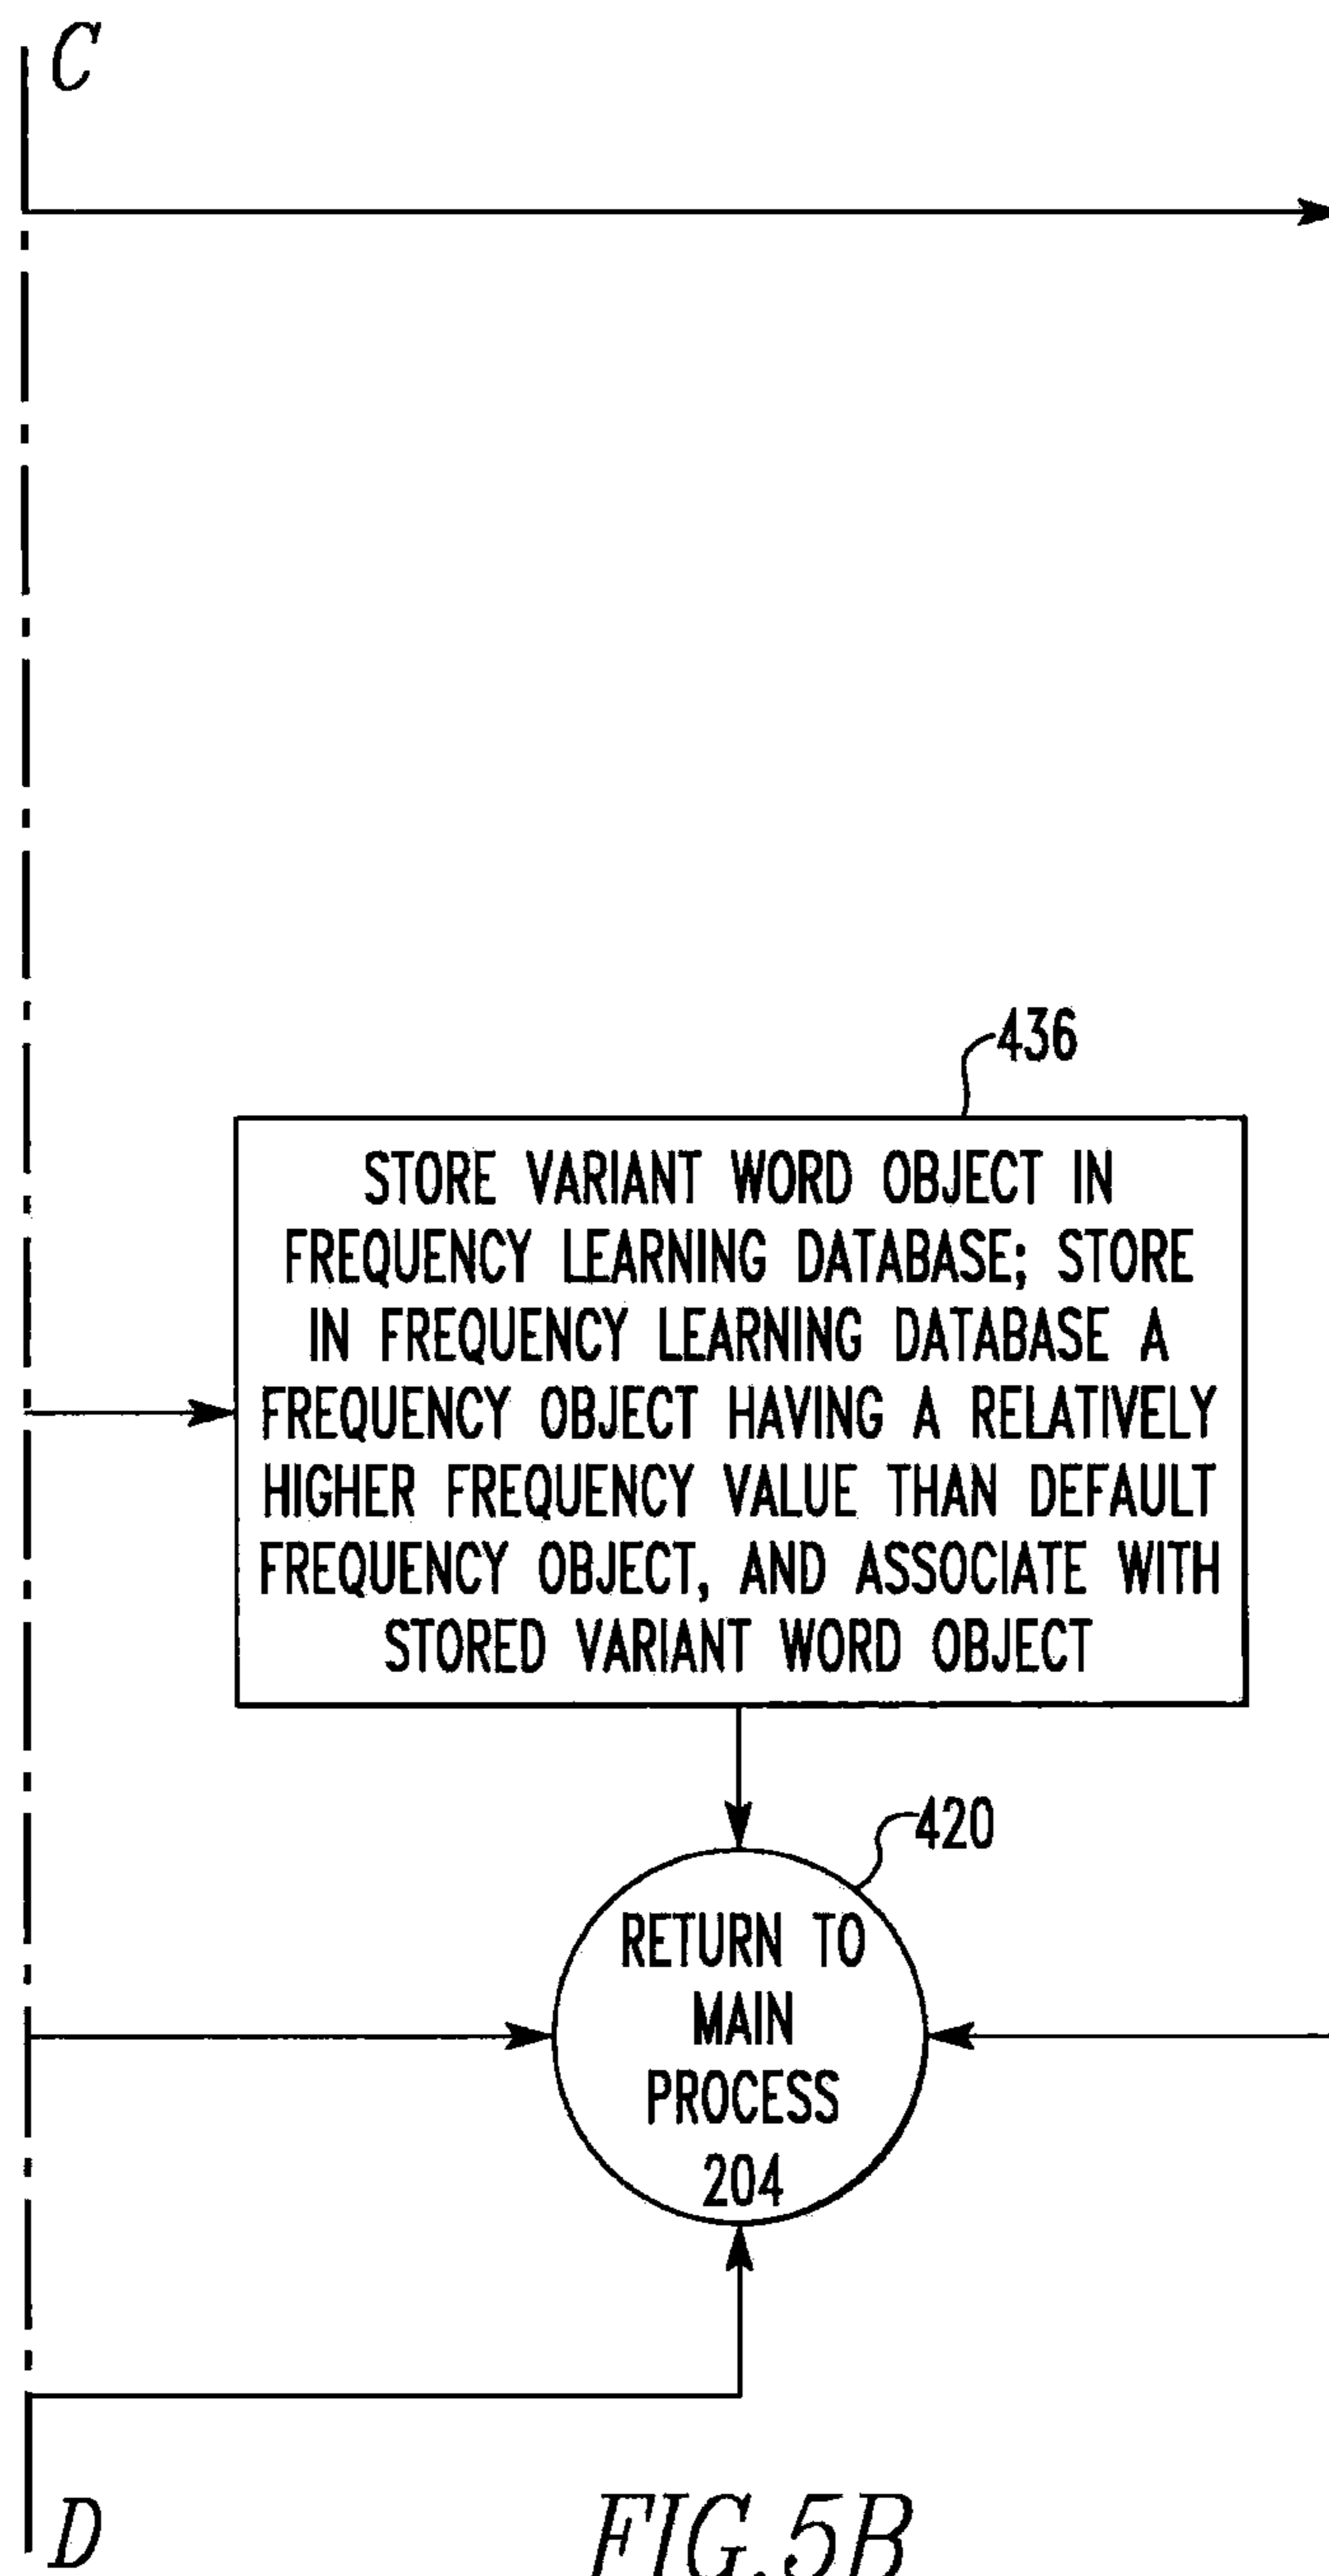 C
436
STORE VARIANT WORD OBJECT IN
FREQUENCY LEARNING DATABASE; STORE
IN FREQUENCY LEARNING DATABASE A
FREQUENCY OBJECT HAVING A RELATIVELY
HIGHER FREQUENCY VALUE THAN DEFAULT
FREQUENCY OBJECT, AND ASSOCIATE WITH
STORED VARIANT WORD OBJECT
420
RETURN TO
MAIN
PROCESS
204
D
FIG.5B